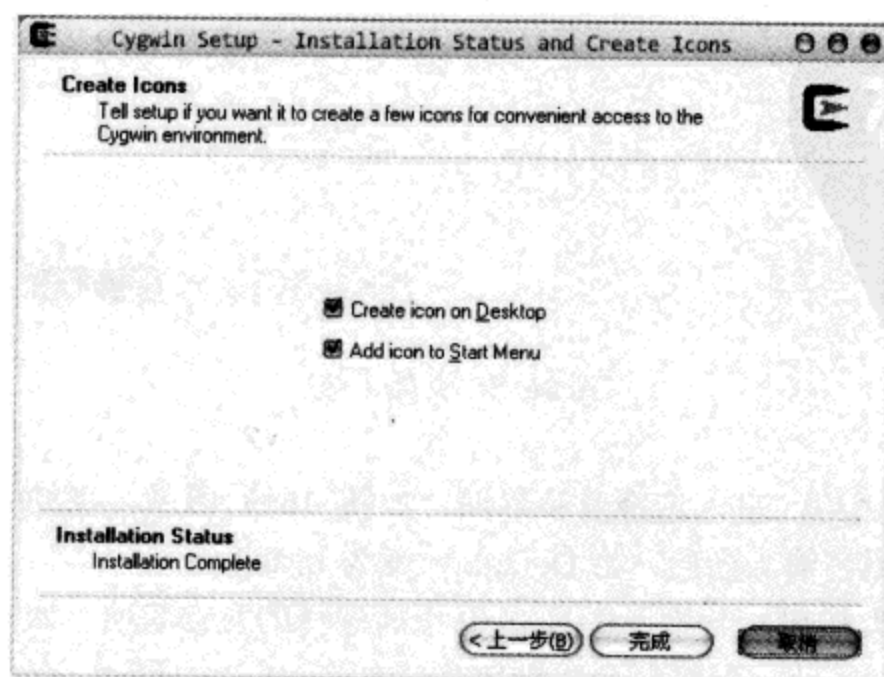 Cygwin Setup - Installation Status and Create Icons
Create Icons
Tell setup if you want it to create a few icons for convenient access to the
Cygwin environment.
Create icon on Desktop
Add icon to Start Menu
Installation Status
Installation Complete
< 上一步(B)
完成
取消